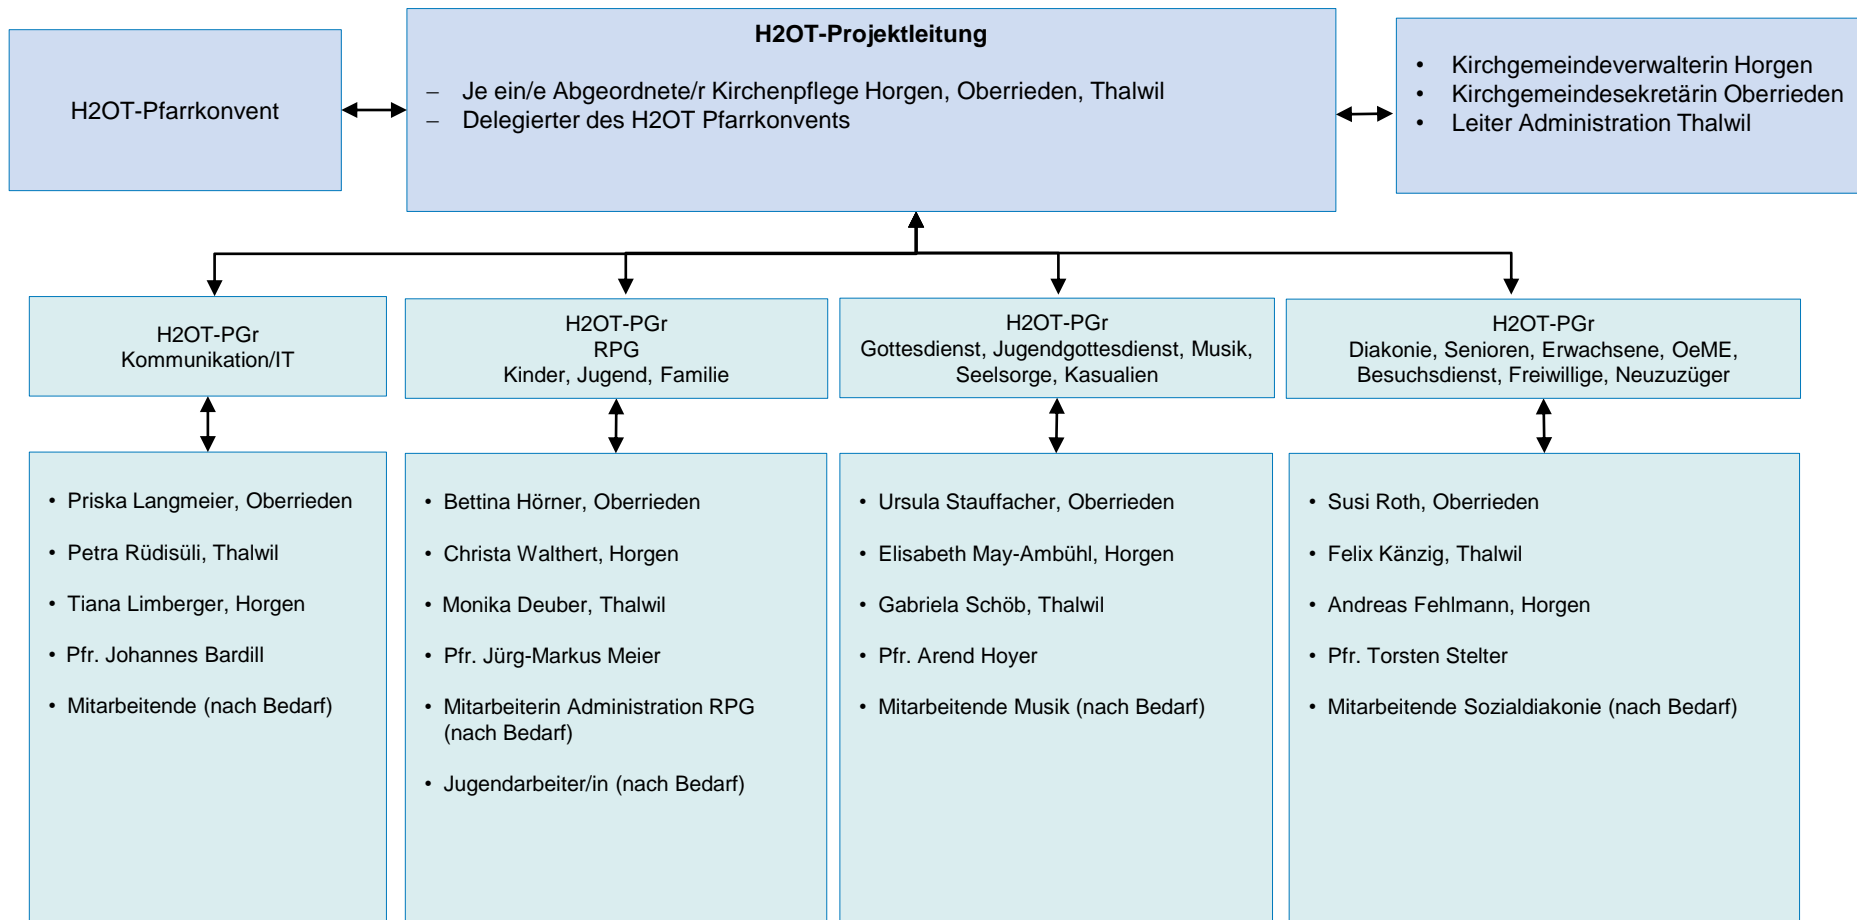 H2OT-Pfarrkonvent
H2OT-Projektleitung
– Je ein/e Abgeordnete/r Kirchenpflege Horgen, Oberrieden, Thalwil
– Delegierter des H2OT Pfarrkonvents
• Kirchgemeindeverwalterin Horgen
• Kirchgemeindesekretärin Oberrieden
• Leiter Administration Thalwil
H2OT-PGr
Kommunikation/IT
H2OT-PGr
RPG
Kinder, Jugend, Familie
H2OT-PGr
Gottesdienst, Jugendgottesdienst, Musik,
Seelsorge, Kasualien
H2OT-PGr
Diakonie, Senioren, Erwachsene, OeME,
Besuchsdienst, Freiwillige, Neuzuzüger
• Priska Langmeier, Oberrieden
• Petra Rüdisüli, Thalwil
• Tiana Limberger, Horgen
• Pfr. Johannes Bardill
• Mitarbeitende (nach Bedarf)
• Bettina Hörner, Oberrieden
• Christa Walthert, Horgen
• Monika Deuber, Thalwil
• Pfr. Jürg-Markus Meier
• Mitarbeiterin Administration RPG
(nach Bedarf)
• Jugendarbeiter/in (nach Bedarf)
• Ursula Stauffacher, Oberrieden
• Elisabeth May-Ambühl, Horgen
• Gabriela Schöb, Thalwil
• Pfr. Arend Hoyer
• Mitarbeitende Musik (nach Bedarf)
• Susi Roth, Oberrieden
• Felix Känzig, Thalwil
• Andreas Fehlmann, Horgen
• Pfr. Torsten Stelter
• Mitarbeitende Sozialdiakonie (nach Bedarf)